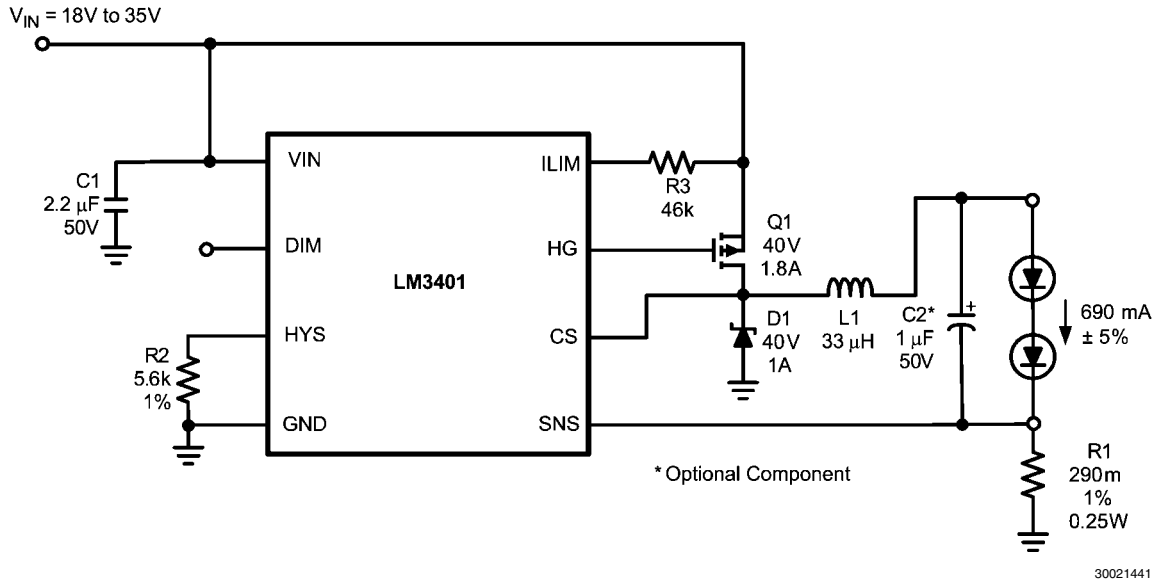 VIN = 18V to 35V
C1
2.2 μF
50V
VIN
DIM
HYS
GND
LM3401
ILIM
HG
CS
SNS
R2
5.6k
1%
R3
46k
Q1
40V
1.8A
D1
40V
1A
L1
33 μH
C2*
1 μF
50V
+
690 mA
± 5%
* Optional Component
R1
290m
1%
0.25W
30021441